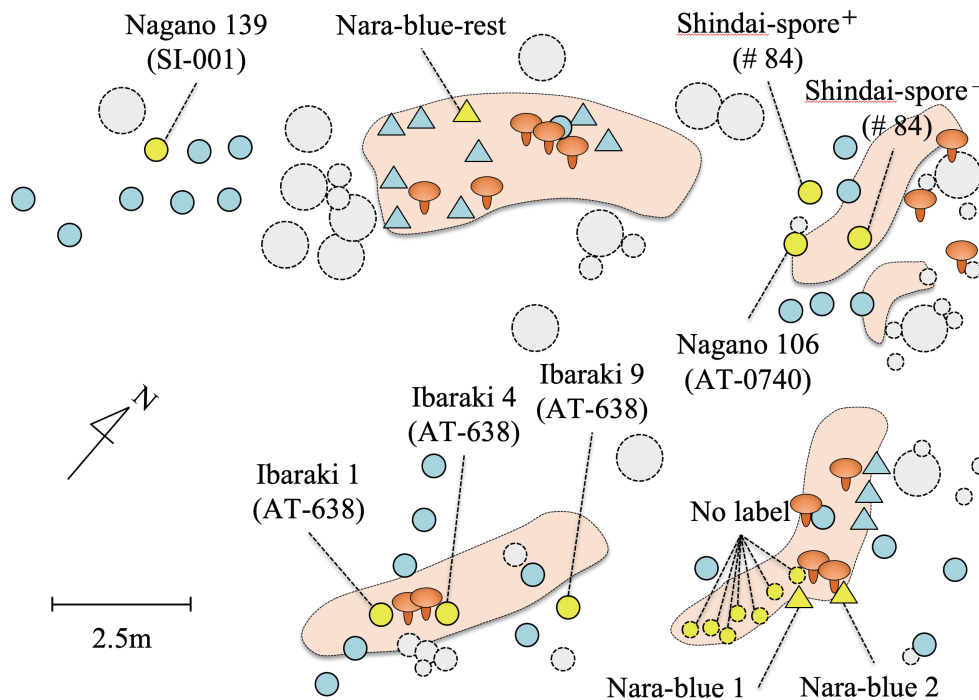 Nagano 139
(SI-001)
Nara-blue-rest
Shindai-spore⁺
(# 84)
Shindai-spore⁻
(# 84)
Nagano 106
(AT-0740)
N
Ibaraki 9
(AT-638)
Ibaraki 4
(AT-638)
Ibaraki 1
(AT-638)
No label
2.5m
Nara-blue 1
Nara-blue 2